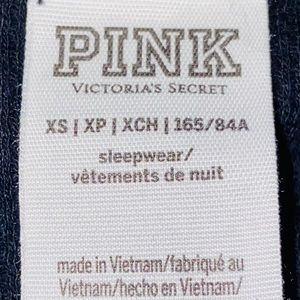 PINK
VICTORIA'S SECRET
XS | XP | XCH | 165/84A
sleepwear/
vêtements de nuit
made in Vietnam/fabriqué au
Vietnam/hecho en Vietnam/